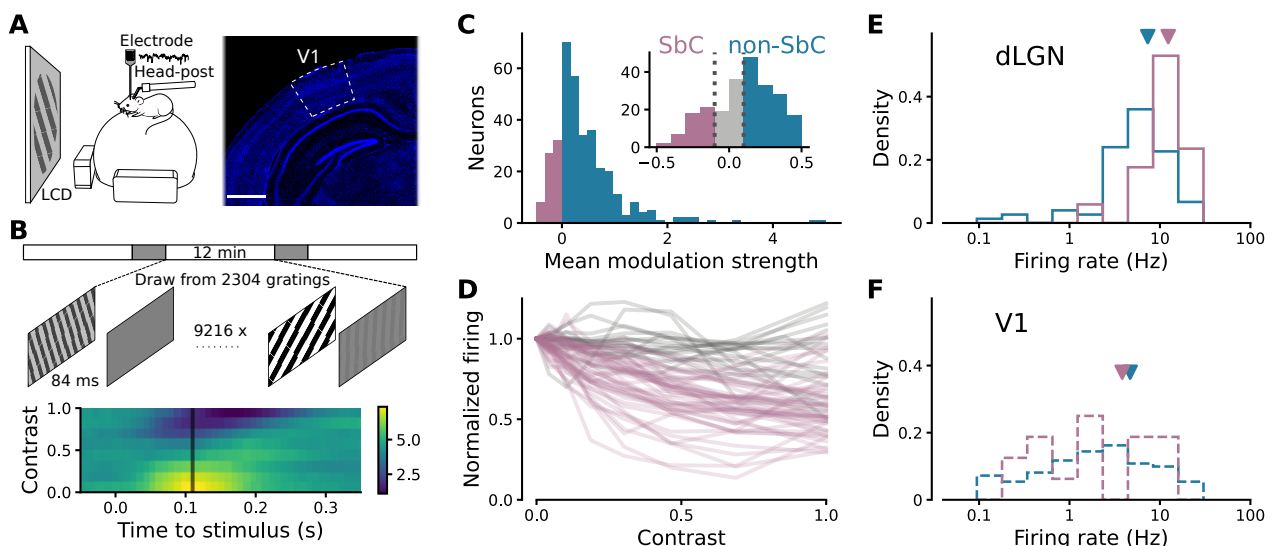 A
Electrode
Head-post
LCD
V1
B
12 min
Draw from 2304 gratings
9216 x
........
84 ms
Contrast
1.0
0.5
0.0
0.0
0.1
0.2
0.3
Time to stimulus (s)
5.0
2.5
C
SbC
non-SbC
Neurons
60
40
20
0
0
2
4
Mean modulation strength
40
20
0
−0.5
0.0
0.5
D
Normalized firing
1.0
0.5
0.0
0.0
0.5
1.0
Contrast
E
dLGN
Density
0.4
0.2
0
0.1
1
10
100
Firing rate (Hz)
F
V1
Density
0.4
0.2
0
0.1
1
10
100
Firing rate (Hz)